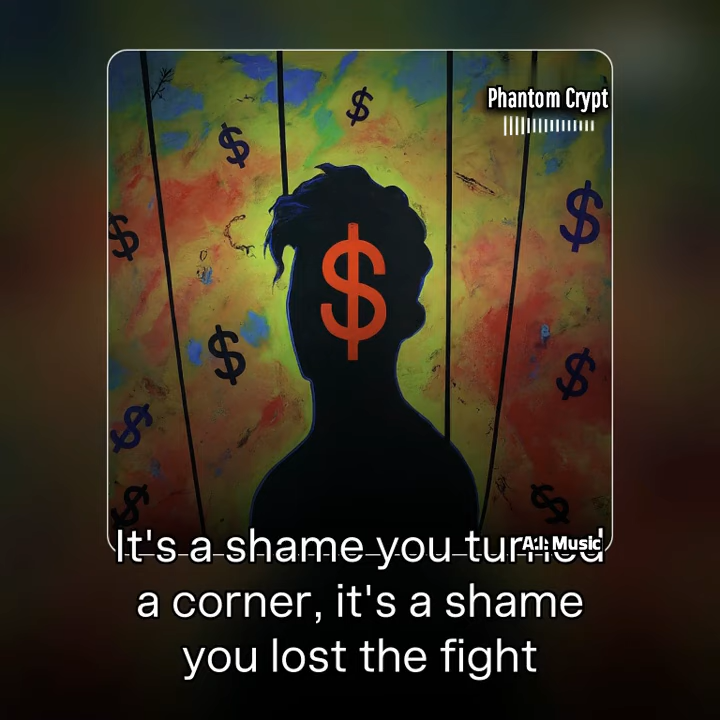 Phantom Crypt
$
$
$
$
$
$
$
$
$
$
It's a shame you turned
A.I. Music
a corner, it's a shame
you lost the fight